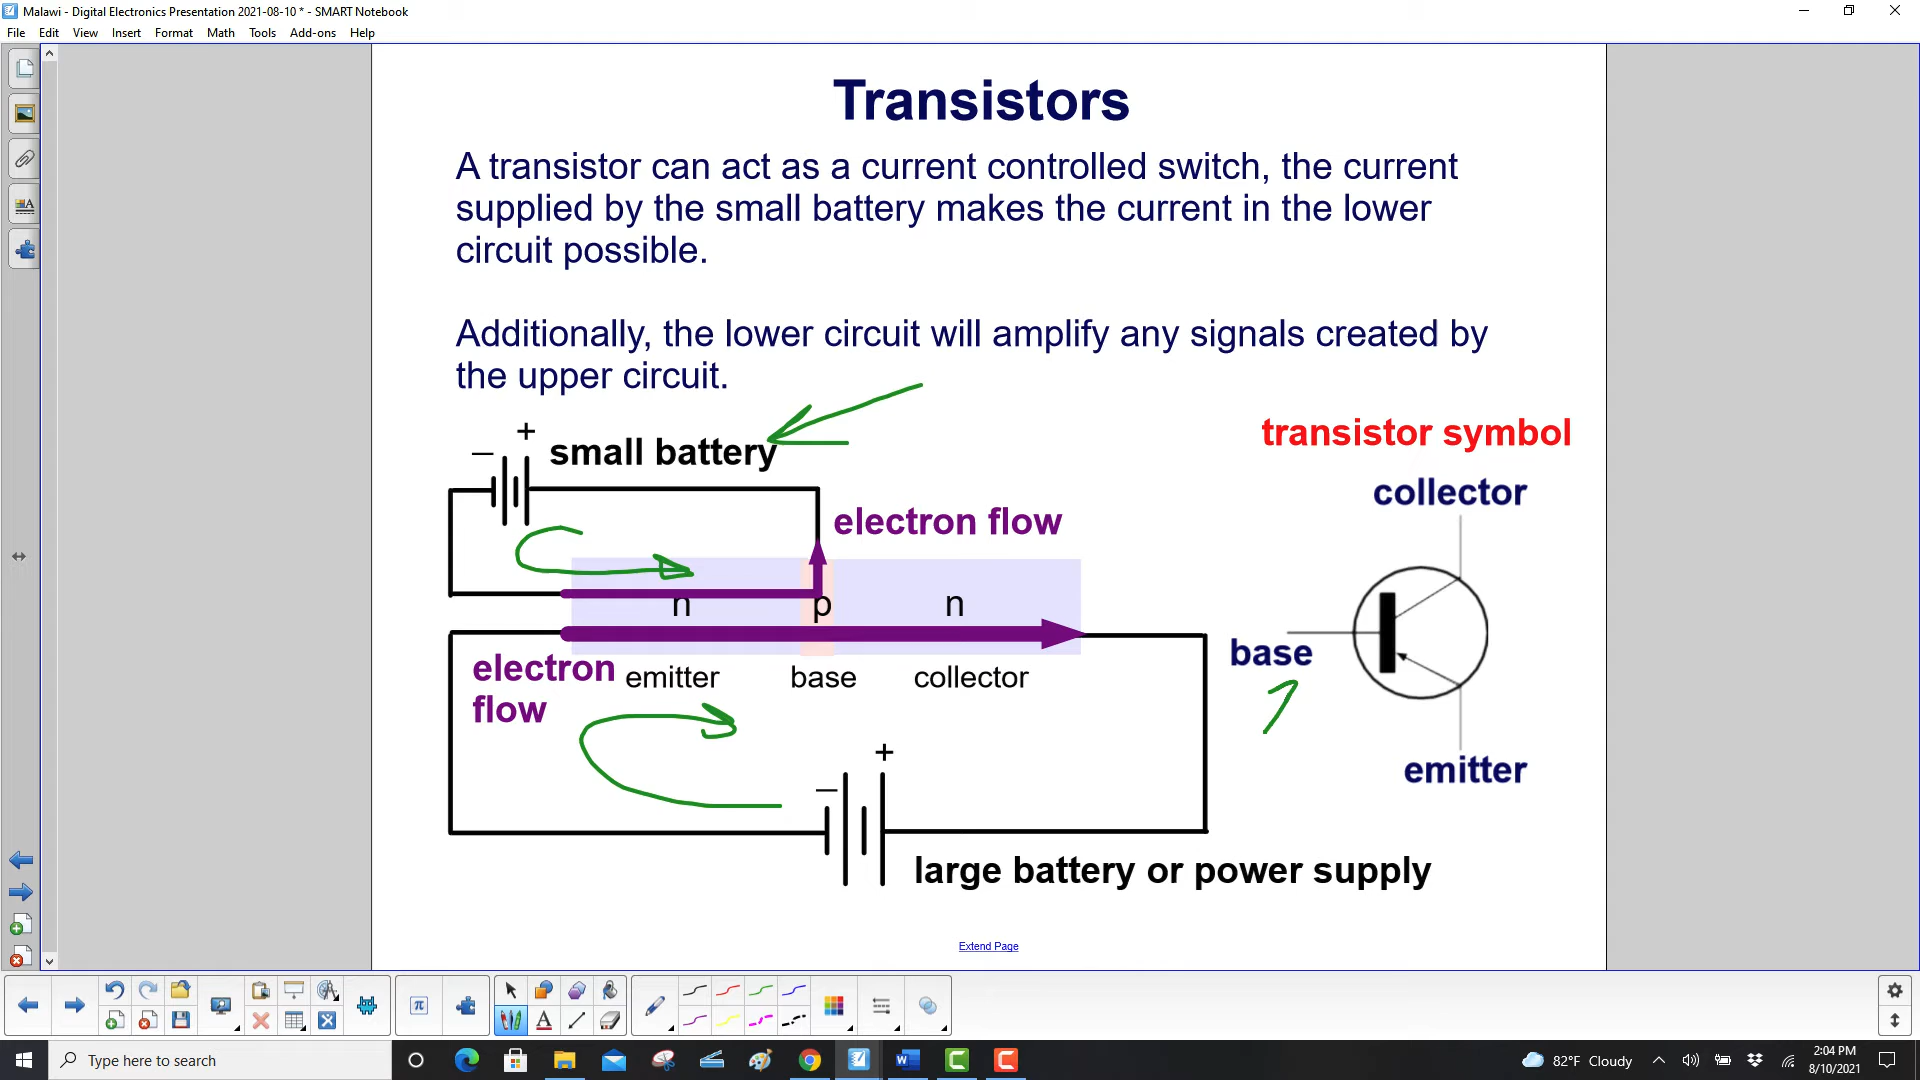 Malawi - Digital Electronics Presentation 2021-08-10 * - SMART Notebook
File Edit View Insert Format Math Tools Add-ons Help
Transistors
A transistor can act as a current controlled switch, the current
supplied by the small battery makes the current in the lower
circuit possible.
Additionally, the lower circuit will amplify any signals created by
the upper circuit.
transistor symbol
− + small battery
collector
electron flow
n p n
base
electron
flow
emitter base collector
emitter
− +
large battery or power supply
Extend Page
π
A
Type here to search
82°F Cloudy
2:04 PM
8/10/2021